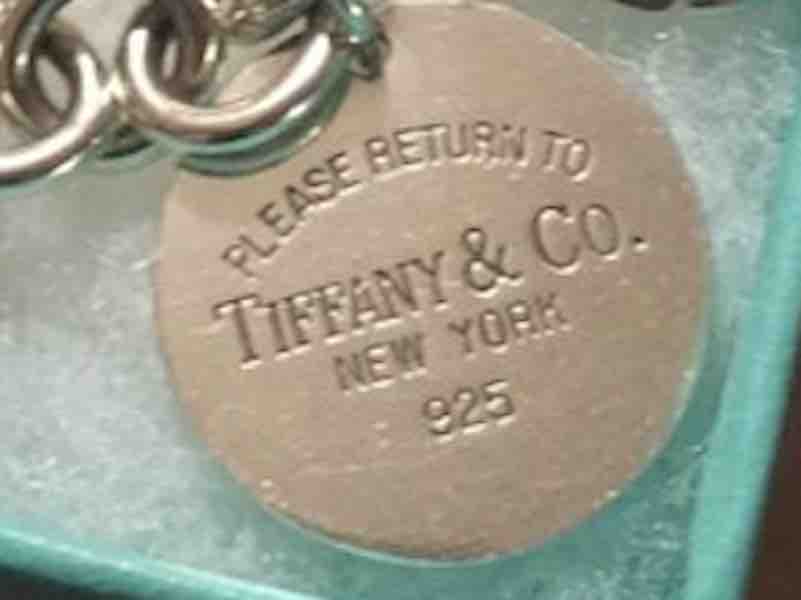 PLEASE RETURN TO
TIFFANY & CO.
NEW YORK
925